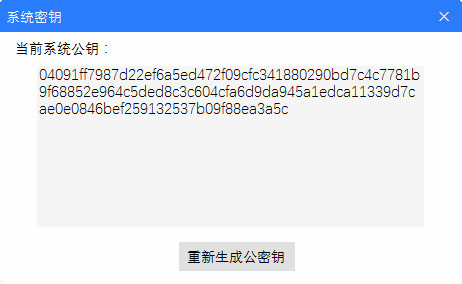 系统密钥
当前系统公钥：
04091ff7987d22ef6a5ed472f09cfc341880290bd7c4c7781b
9f68852e964c5ded8c3c604cfa6d9da945a1edca11339d7c
ae0e0846bef259132537b09f88ea3a5c
重新生成公密钥